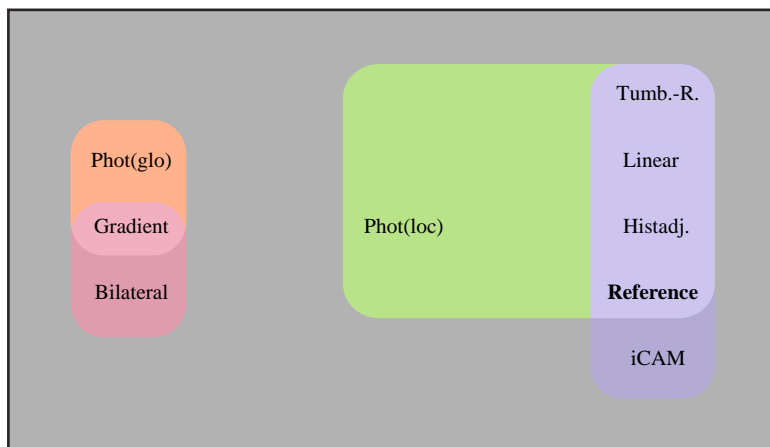 Tumb.-R.
Phot(glo)
Linear
Gradient
Phot(loc)
Histadj.
Bilateral
Reference
iCAM